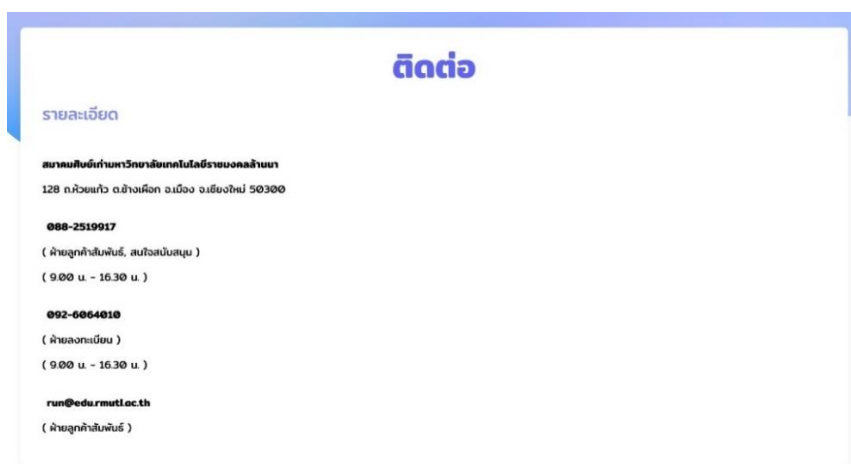 ติดต่อ
รายละเอียด
สมาคมศิษย์เก่ามหาวิทยาลัยเทคโนโลยีราชมงคลล้านนา
128 ถ.ห้วยแก้ว ต.ช้างเผือก อ.เมือง จ.เชียงใหม่ 50300
088-2519917
( ฝ่ายลูกค้าสัมพันธ์, สนใจสนับสนุน )
( 9.00 น. - 16.30 น. )
092-6064010
( ฝ่ายลงทะเบียน )
( 9.00 น. - 16.30 น. )
run@edu.rmutl.ac.th
( ฝ่ายลูกค้าสัมพันธ์ )